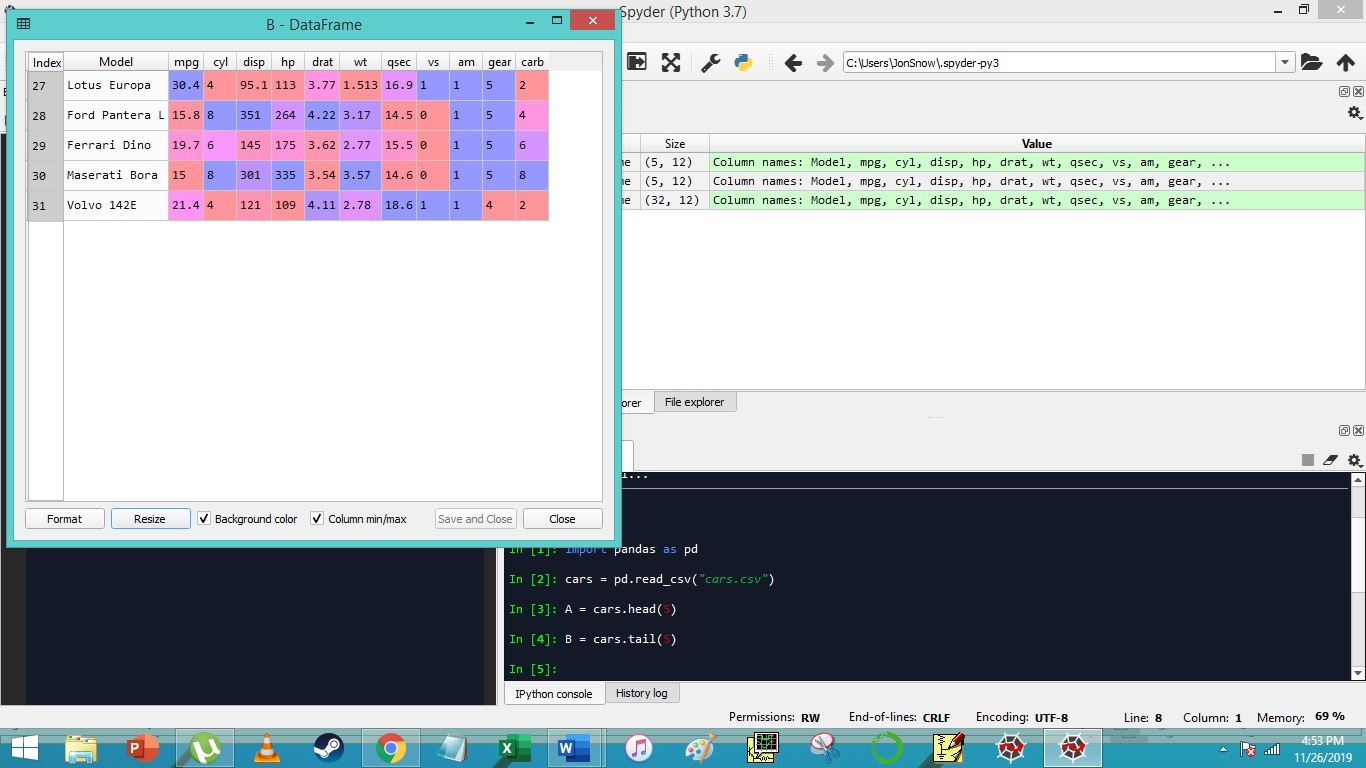 B - DataFrame
Spyder (Python 3.7)
C:\Users\JonSnow\.spyder-py3
Index Model mpg cyl disp hp drat wt qsec vs am gear carb
27 Lotus Europa 30.4 4 95.1 113 3.77 1.513 16.9 1 1 5 2
28 Ford Pantera L 15.8 8 351 264 4.22 3.17 14.5 0 1 5 4
29 Ferrari Dino 19.7 6 145 175 3.62 2.77 15.5 0 1 5 6
30 Maserati Bora 15 8 301 335 3.54 3.57 14.6 0 1 5 8
31 Volvo 142E 21.4 4 121 109 4.11 2.78 18.6 1 1 4 2
Format Resize Background color Column min/max Save and Close Close
Size Value
(5, 12) Column names: Model, mpg, cyl, disp, hp, drat, wt, qsec, vs, am, gear, ...
(5, 12) Column names: Model, mpg, cyl, disp, hp, drat, wt, qsec, vs, am, gear, ...
(32, 12) Column names: Model, mpg, cyl, disp, hp, drat, wt, qsec, vs, am, gear, ...
File explorer
In [1]: import pandas as pd
In [2]: cars = pd.read_csv("cars.csv")
In [3]: A = cars.head(5)
In [4]: B = cars.tail(5)
In [5]:
IPython console History log
Permissions: RW End-of-lines: CRLF Encoding: UTF-8 Line: 8 Column: 1 Memory: 69 %
4:53 PM
11/26/2019